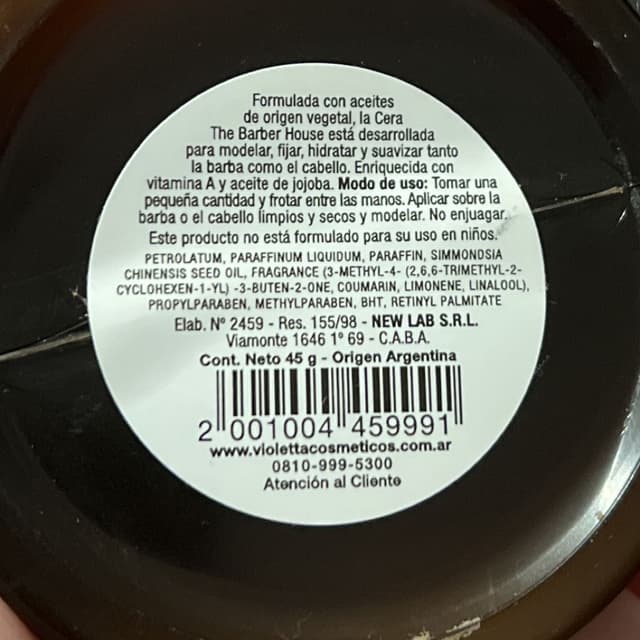 Formulada con aceites
de origen vegetal, la Cera
The Barber House está desarrollada
para modelar, fijar, hidratar y suavizar tanto
la barba como el cabello. Enriquecida con
vitamina A y aceite de jojoba. Modo de uso: Tomar una
pequeña cantidad y frotar entre las manos. Aplicar sobre la
barba o el cabello limpios y secos y modelar. No enjuagar.
Este producto no está formulado para su uso en niños.
PETROLATUM, PARAFFINUM LIQUIDUM, PARAFFIN, SIMMONDSIA
CHINENSIS SEED OIL, FRAGRANCE (3-METHYL-4- (2,6,6-TRIMETHYL-2-
CYCLOHEXEN-1-YL) -3-BUTEN-2-ONE, COUMARIN, LIMONENE, LINALOOL),
PROPYLPARABEN, METHYLPARABEN, BHT, RETINYL PALMITATE
Elab. Nº 2459 - Res. 155/98 - NEW LAB S.R.L.
Viamonte 1646 1º 69 - C.A.B.A.
Cont. Neto 45 g - Origen Argentina
2 001004 459991
www.violettacosmeticos.com.ar
0810-999-5300
Atención al Cliente